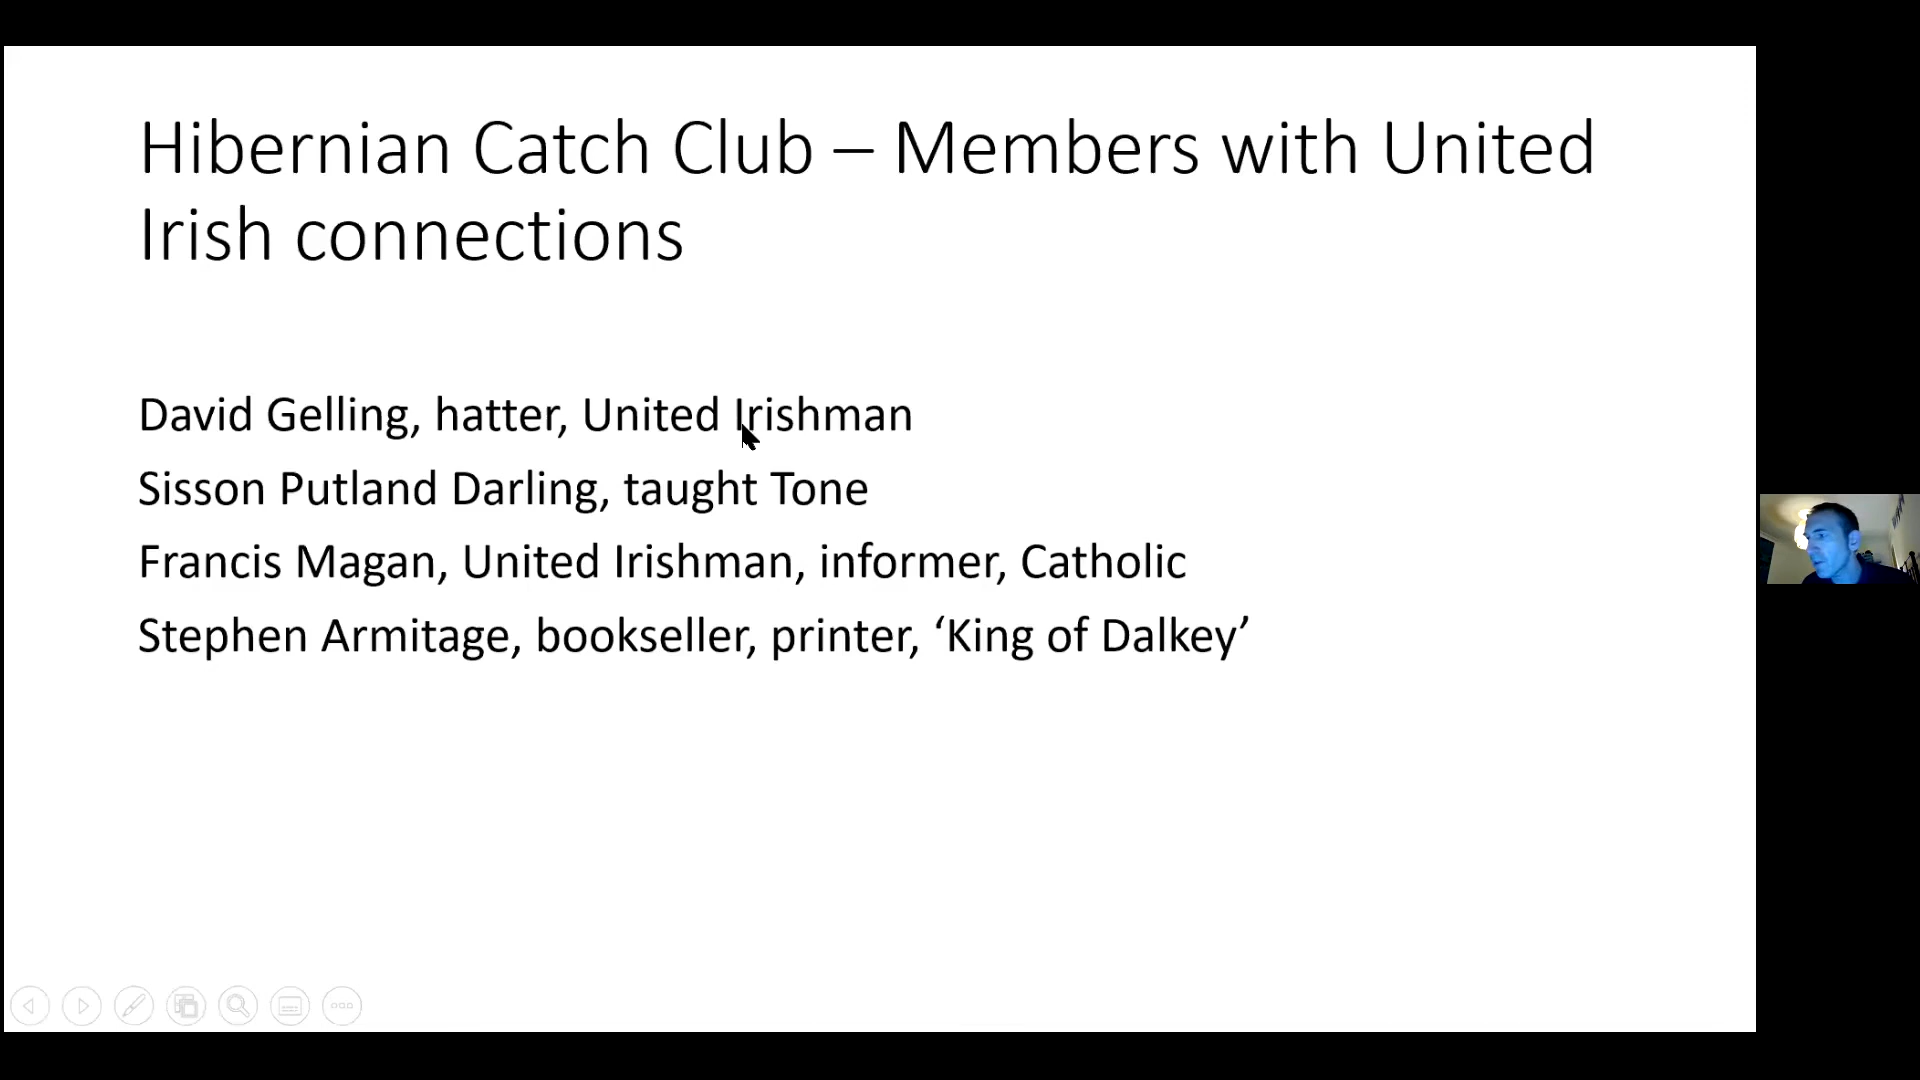 Hibernian Catch Club – Members with United
Irish connections
David Gelling, hatter, United Irishman
Sisson Putland Darling, taught Tone
Francis Magan, United Irishman, informer, Catholic
Stephen Armitage, bookseller, printer, ‘King of Dalkey’